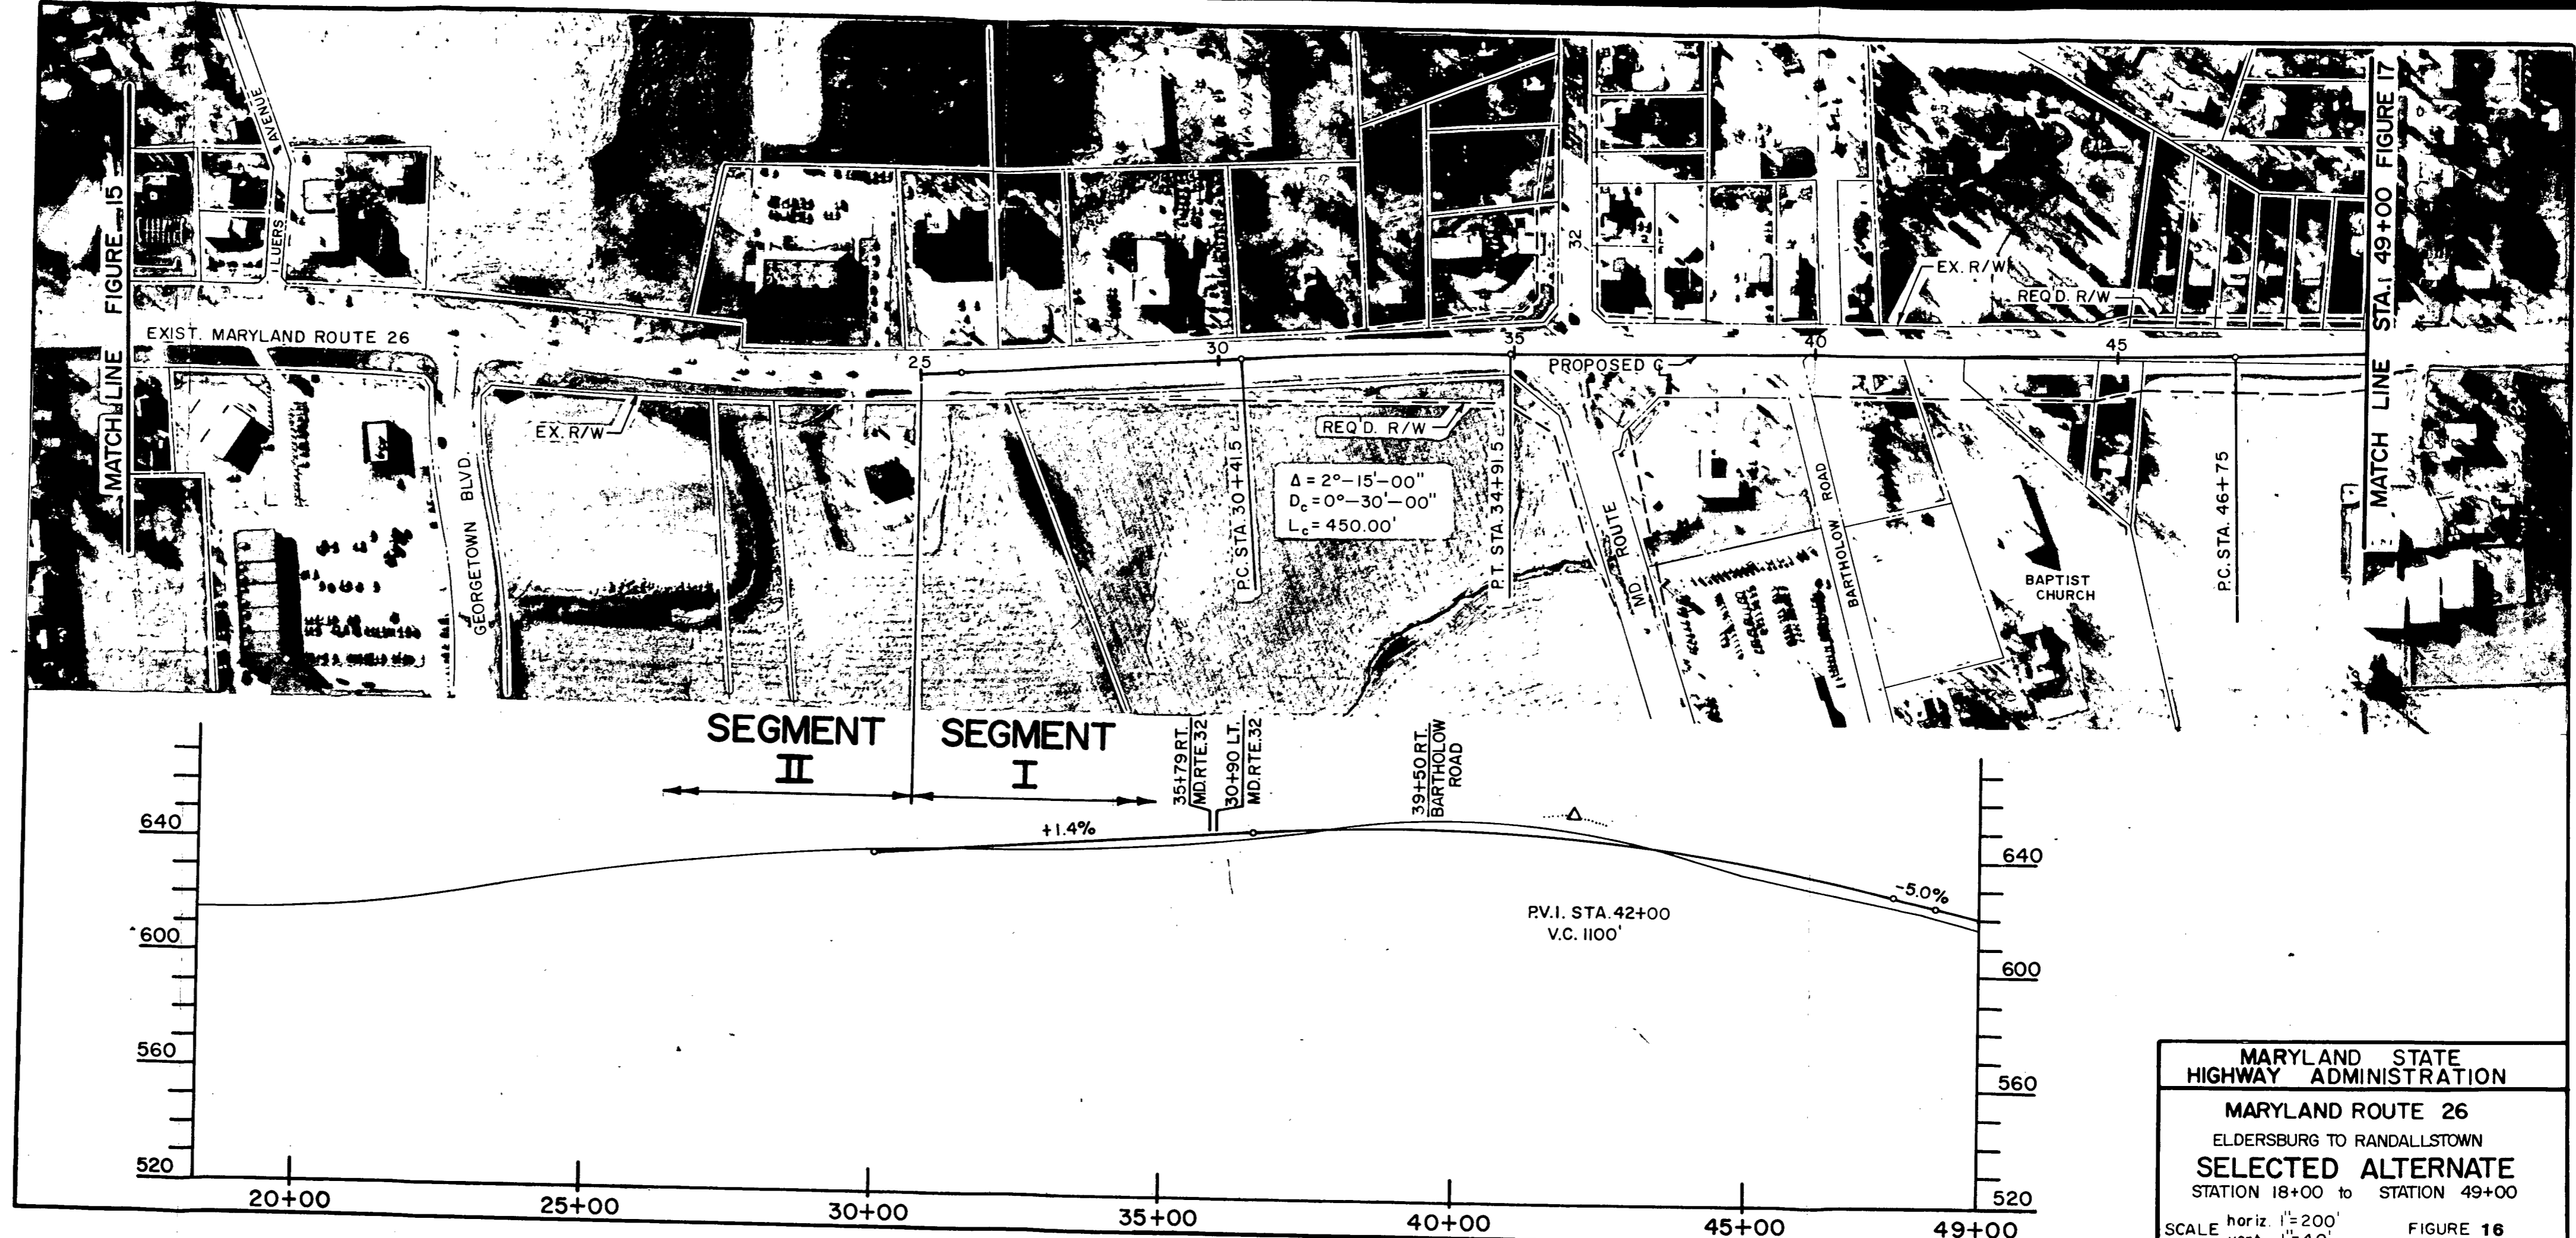 MATCH LINE FIGURE 15
LUERS AVENUE
EXIST. MARYLAND ROUTE 26
GEORGETOWN BLVD.
EX. R/W
25
30
35
40
45
32
P.C. STA. 30+41.5
REQ'D. R/W
Δ = 2°-15'-00"
Dc = 0°-30'-00"
Lc = 450.00'
P.T. STA. 34+91.5
PROPOSED ℄
MD ROUTE
BARTHOLOW ROAD
EX. R/W
REQ'D. R/W
BAPTIST
CHURCH
P.C. STA. 46+75
MATCH LINE STA. 49+00 FIGURE 17
SEGMENT
II
SEGMENT
I
35+79 RT.
MD.RTE.32
30+90 LT.
MD.RTE.32
39+50 RT.
BARTHOLOW
ROAD
+1.4%
Δ
-5.0%
P.V.I. STA. 42+00
V.C. 1100'
640
600
560
520
640
600
560
520
20+00
25+00
30+00
35+00
40+00
45+00
49+00
MARYLAND STATE
HIGHWAY ADMINISTRATION
MARYLAND ROUTE 26
ELDERSBURG TO RANDALLSTOWN
SELECTED ALTERNATE
STATION 18+00 to STATION 49+00
SCALE horiz. 1"=200'
vert. 1"=40'
FIGURE 16